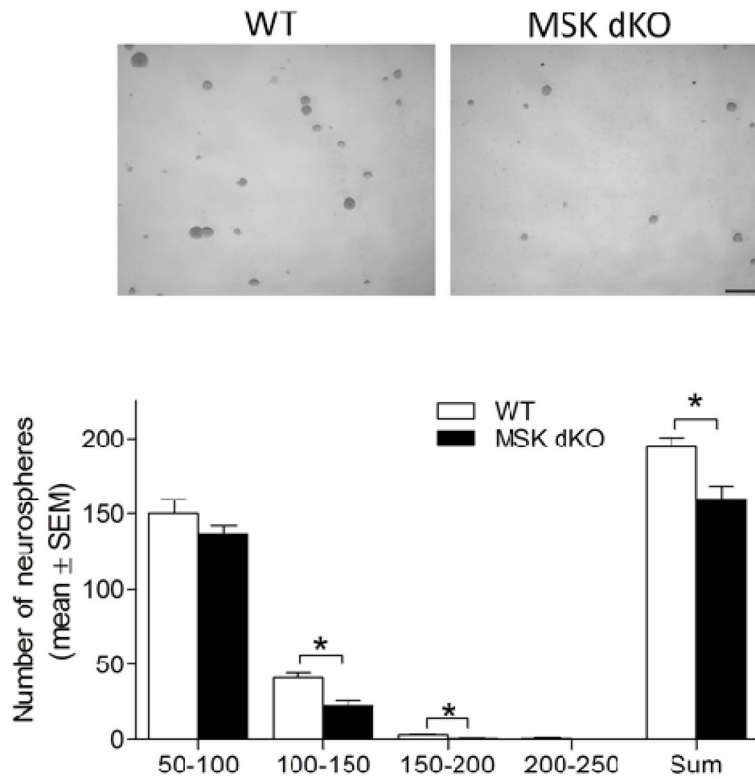 WT
MSK dKO
Number of neurospheres
(mean ± SEM)
200
150
100
50
0
WT
MSK dKO
*
*
*
50-100
100-150
150-200
200-250
Sum